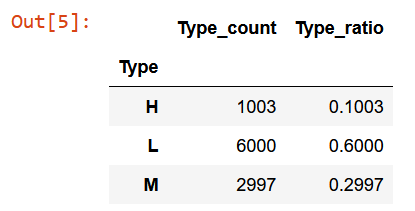 Out[5]:
Type_count Type_ratio
Type
H 1003 0.1003
L 6000 0.6000
M 2997 0.2997